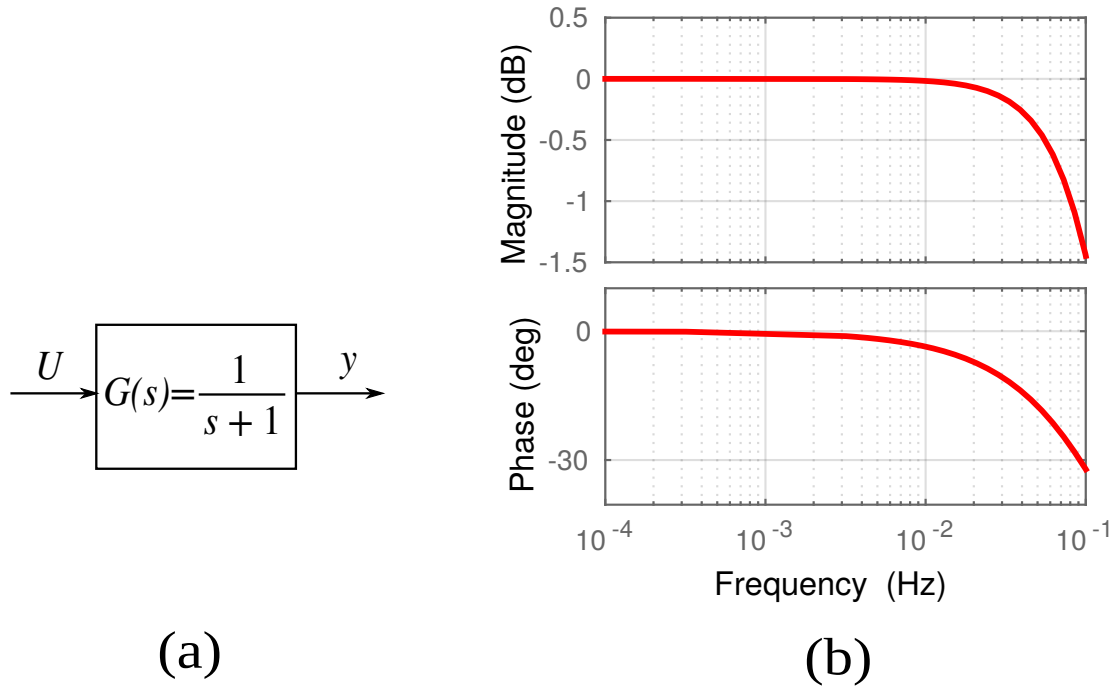 U
G(s)=1/(s + 1)
y
(a)
Magnitude (dB)
0.5
0
-0.5
-1
-1.5
Phase (deg)
0
-30
10^-4
10^-3
10^-2
10^-1
Frequency (Hz)
(b)